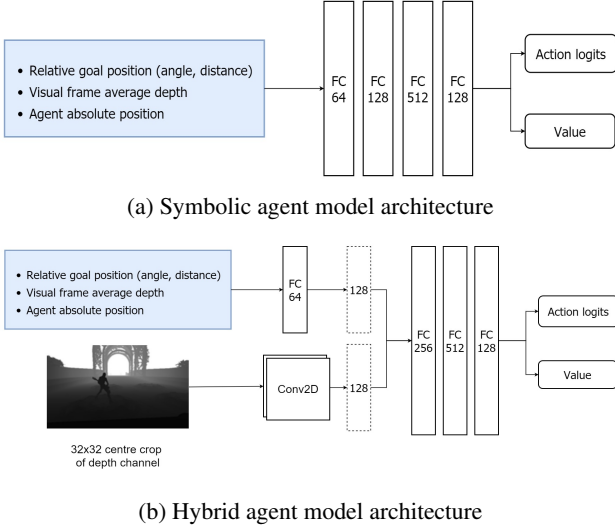 • Relative goal position (angle, distance)
• Visual frame average depth
• Agent absolute position
FC
64
FC
128
FC
512
FC
128
Action logits
Value
(a) Symbolic agent model architecture
• Relative goal position (angle, distance)
• Visual frame average depth
• Agent absolute position
FC
64
128
32x32 centre crop
of depth channel
Conv2D
128
FC
256
FC
512
FC
128
Action logits
Value
(b) Hybrid agent model architecture